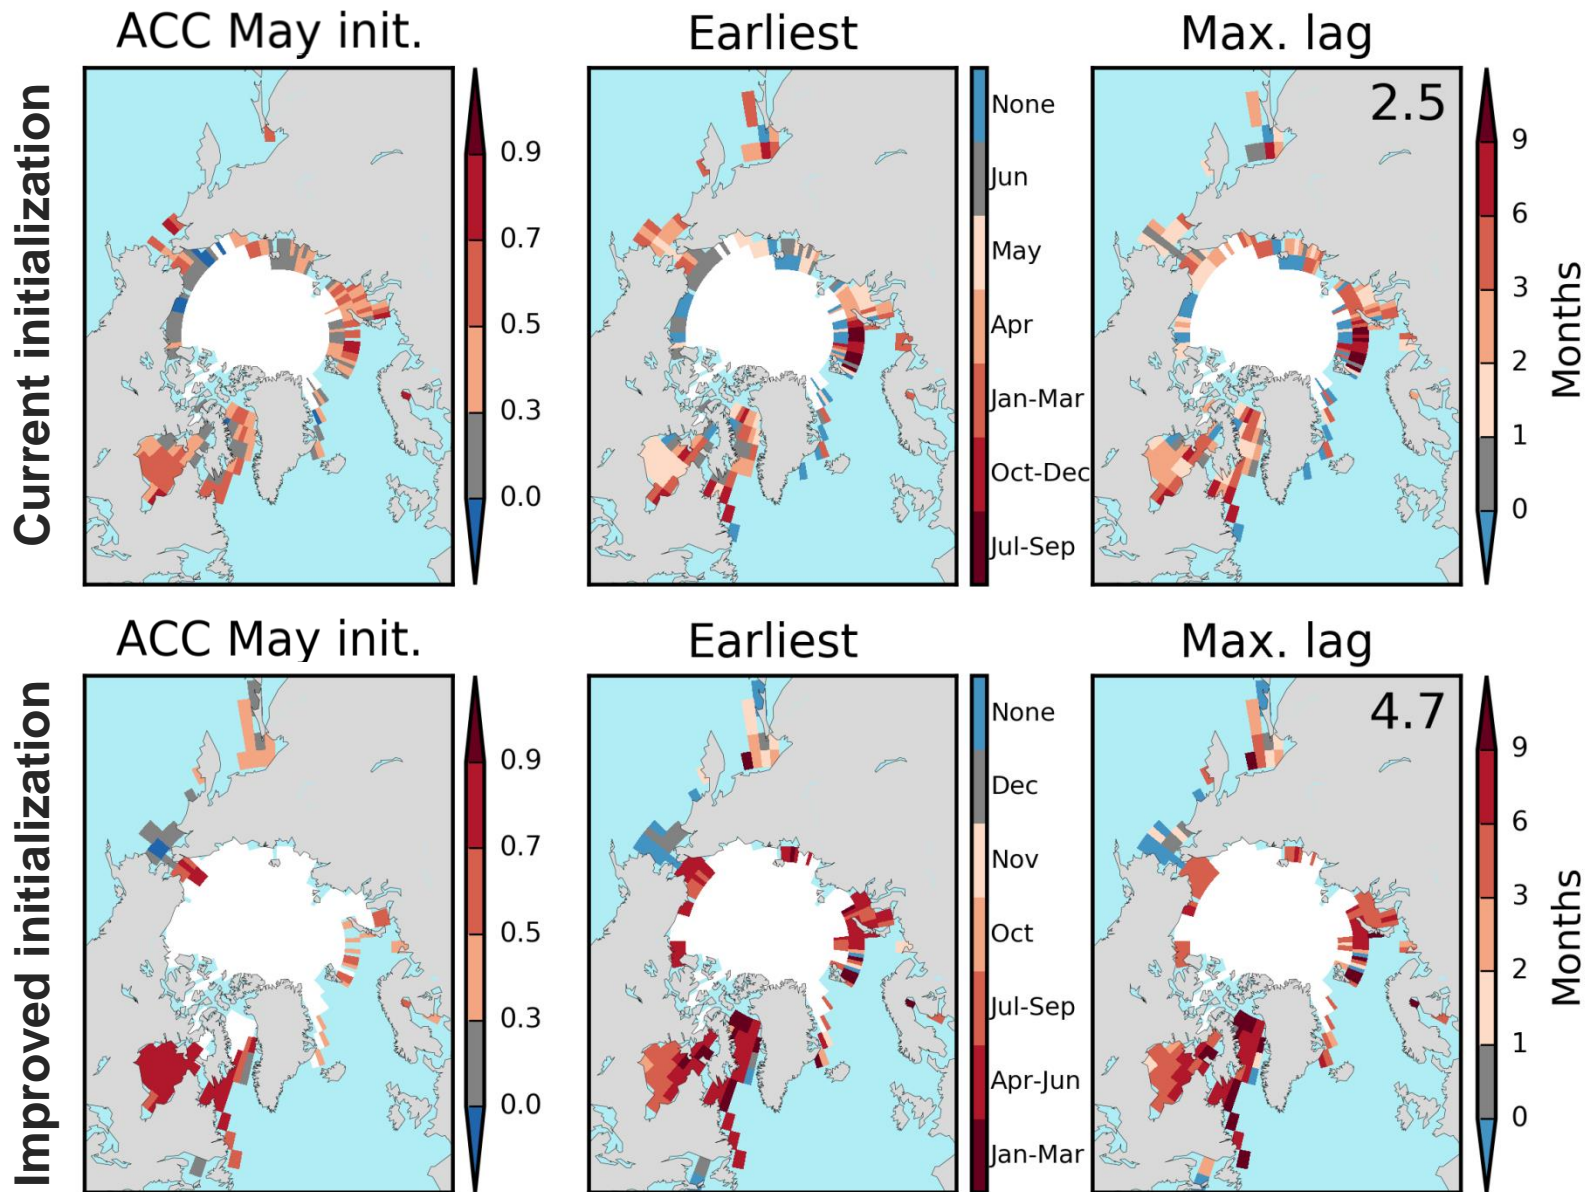 ACC May init.
Earliest
Max. lag
Current initialization
0.9
0.7
0.5
0.3
0.0
None
Jun
May
Apr
Jan-Mar
Oct-Dec
Jul-Sep
2.5
9
6
3
2
1
0
Months
ACC May init.
Earliest
Max. lag
Improved initialization
0.9
0.7
0.5
0.3
0.0
None
Dec
Nov
Oct
Jul-Sep
Apr-Jun
Jan-Mar
4.7
9
6
3
2
1
0
Months